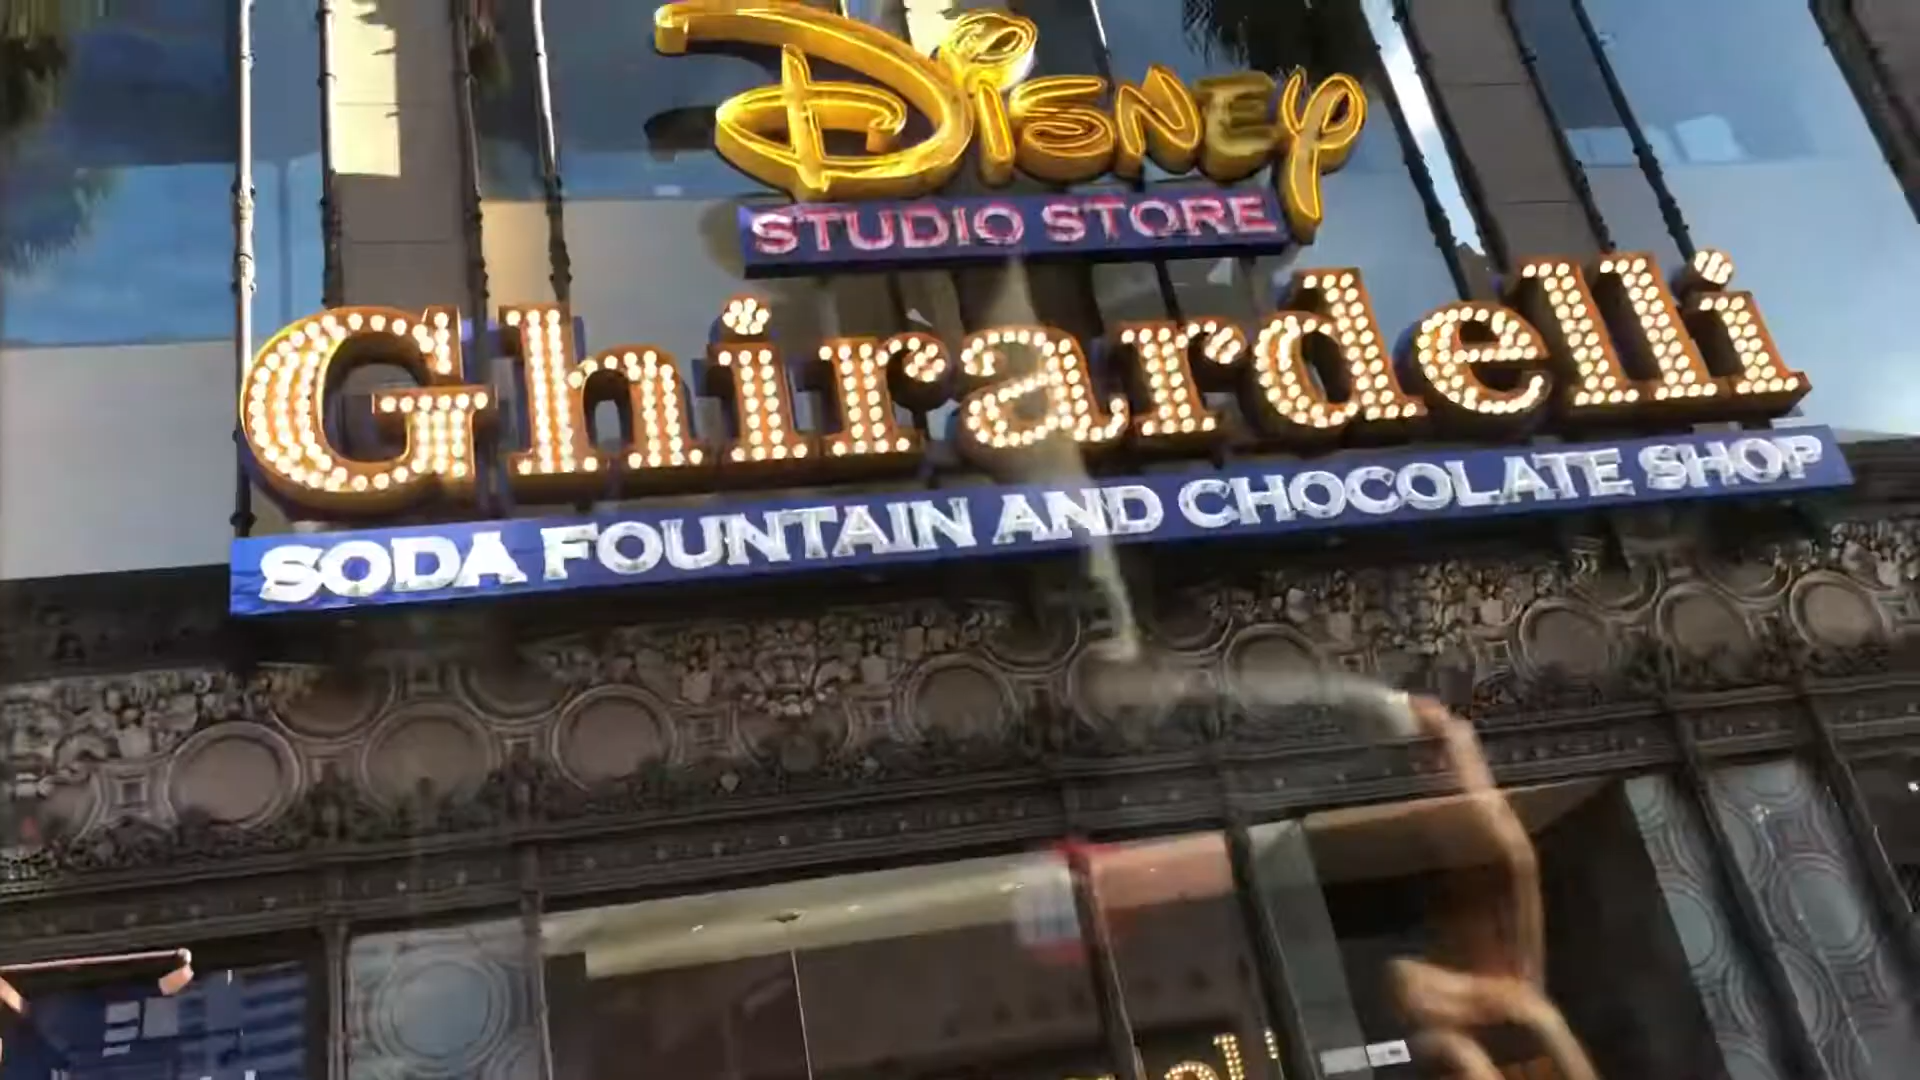 Disney
STUDIO STORE
Ghirardelli
SODA FOUNTAIN AND CHOCOLATE SHOP